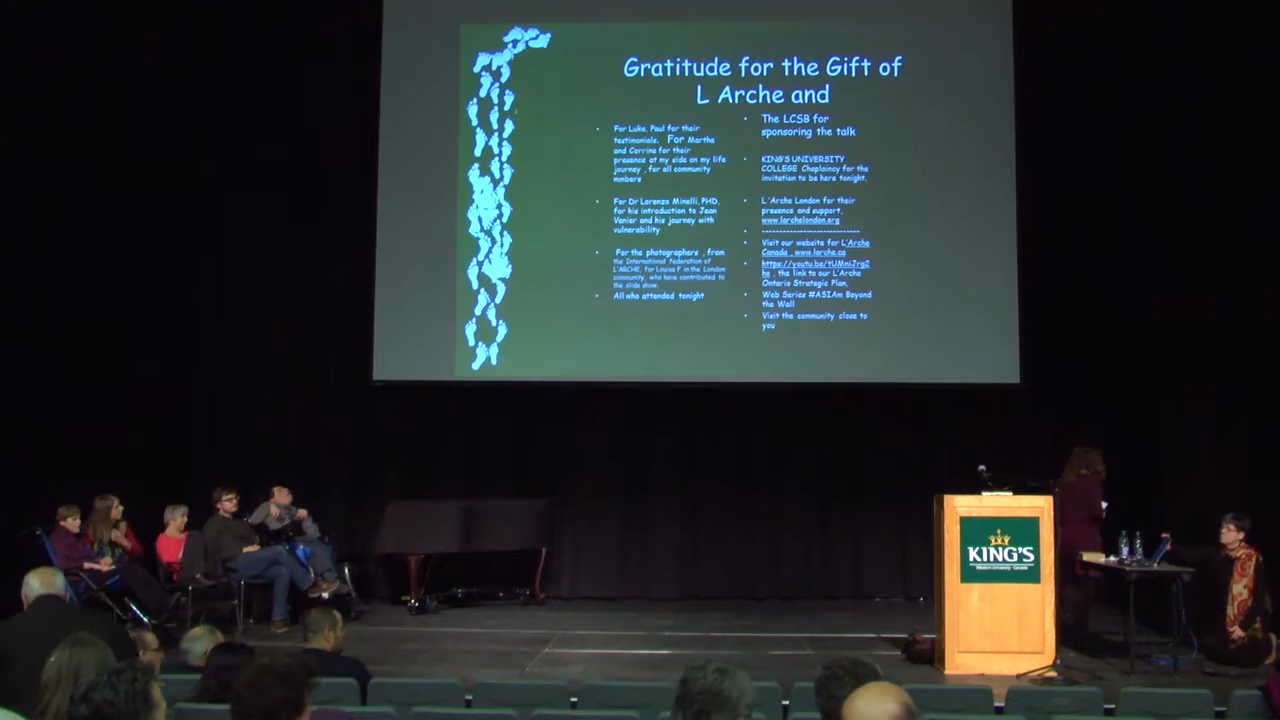 Gratitude for the Gift of
L Arche and
For Luke, Paul for their
testimonials. For Martha
and Corrine for their
presence at my side on my life
journey , for all community
mmbers
For Dr Lorenzo Minelli, PHD,
for his introduction to Jean
Vanier and his journey with
vulnerability
For the photographers , from
the International federation of
L'ARCHE, for Louisa F in the London
community, who have contributed to
the slide show.
All who attended tonight
The LCSB for
sponsoring the talk
KING'S UNIVERSITY
COLLEGE Chaplaincy for the
invitation to be here tonight.
L 'Arche London for their
presence and support,
www.larchelondon.org
----------------------------
Visit our website for L'Arche
Canada , www.larche.ca
, the link to our L'Arche
Ontario Strategic Plan,
Web Series #ASIAm Beyond
the Wall
Visit the community close to
you
KING'S
Western University · Canada